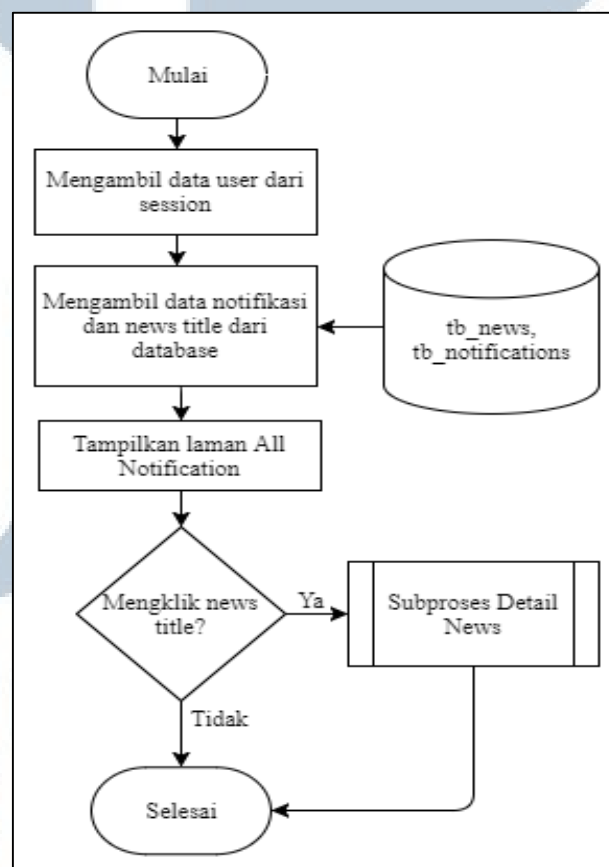 Mulai
Mengambil data user dari
session
Mengambil data notifikasi
dan news title dari
database
tb_news,
tb_notifications
Tampilkan laman All
Notification
Mengklik news
title?
Ya
Subproses Detail
News
Tidak
Selesai